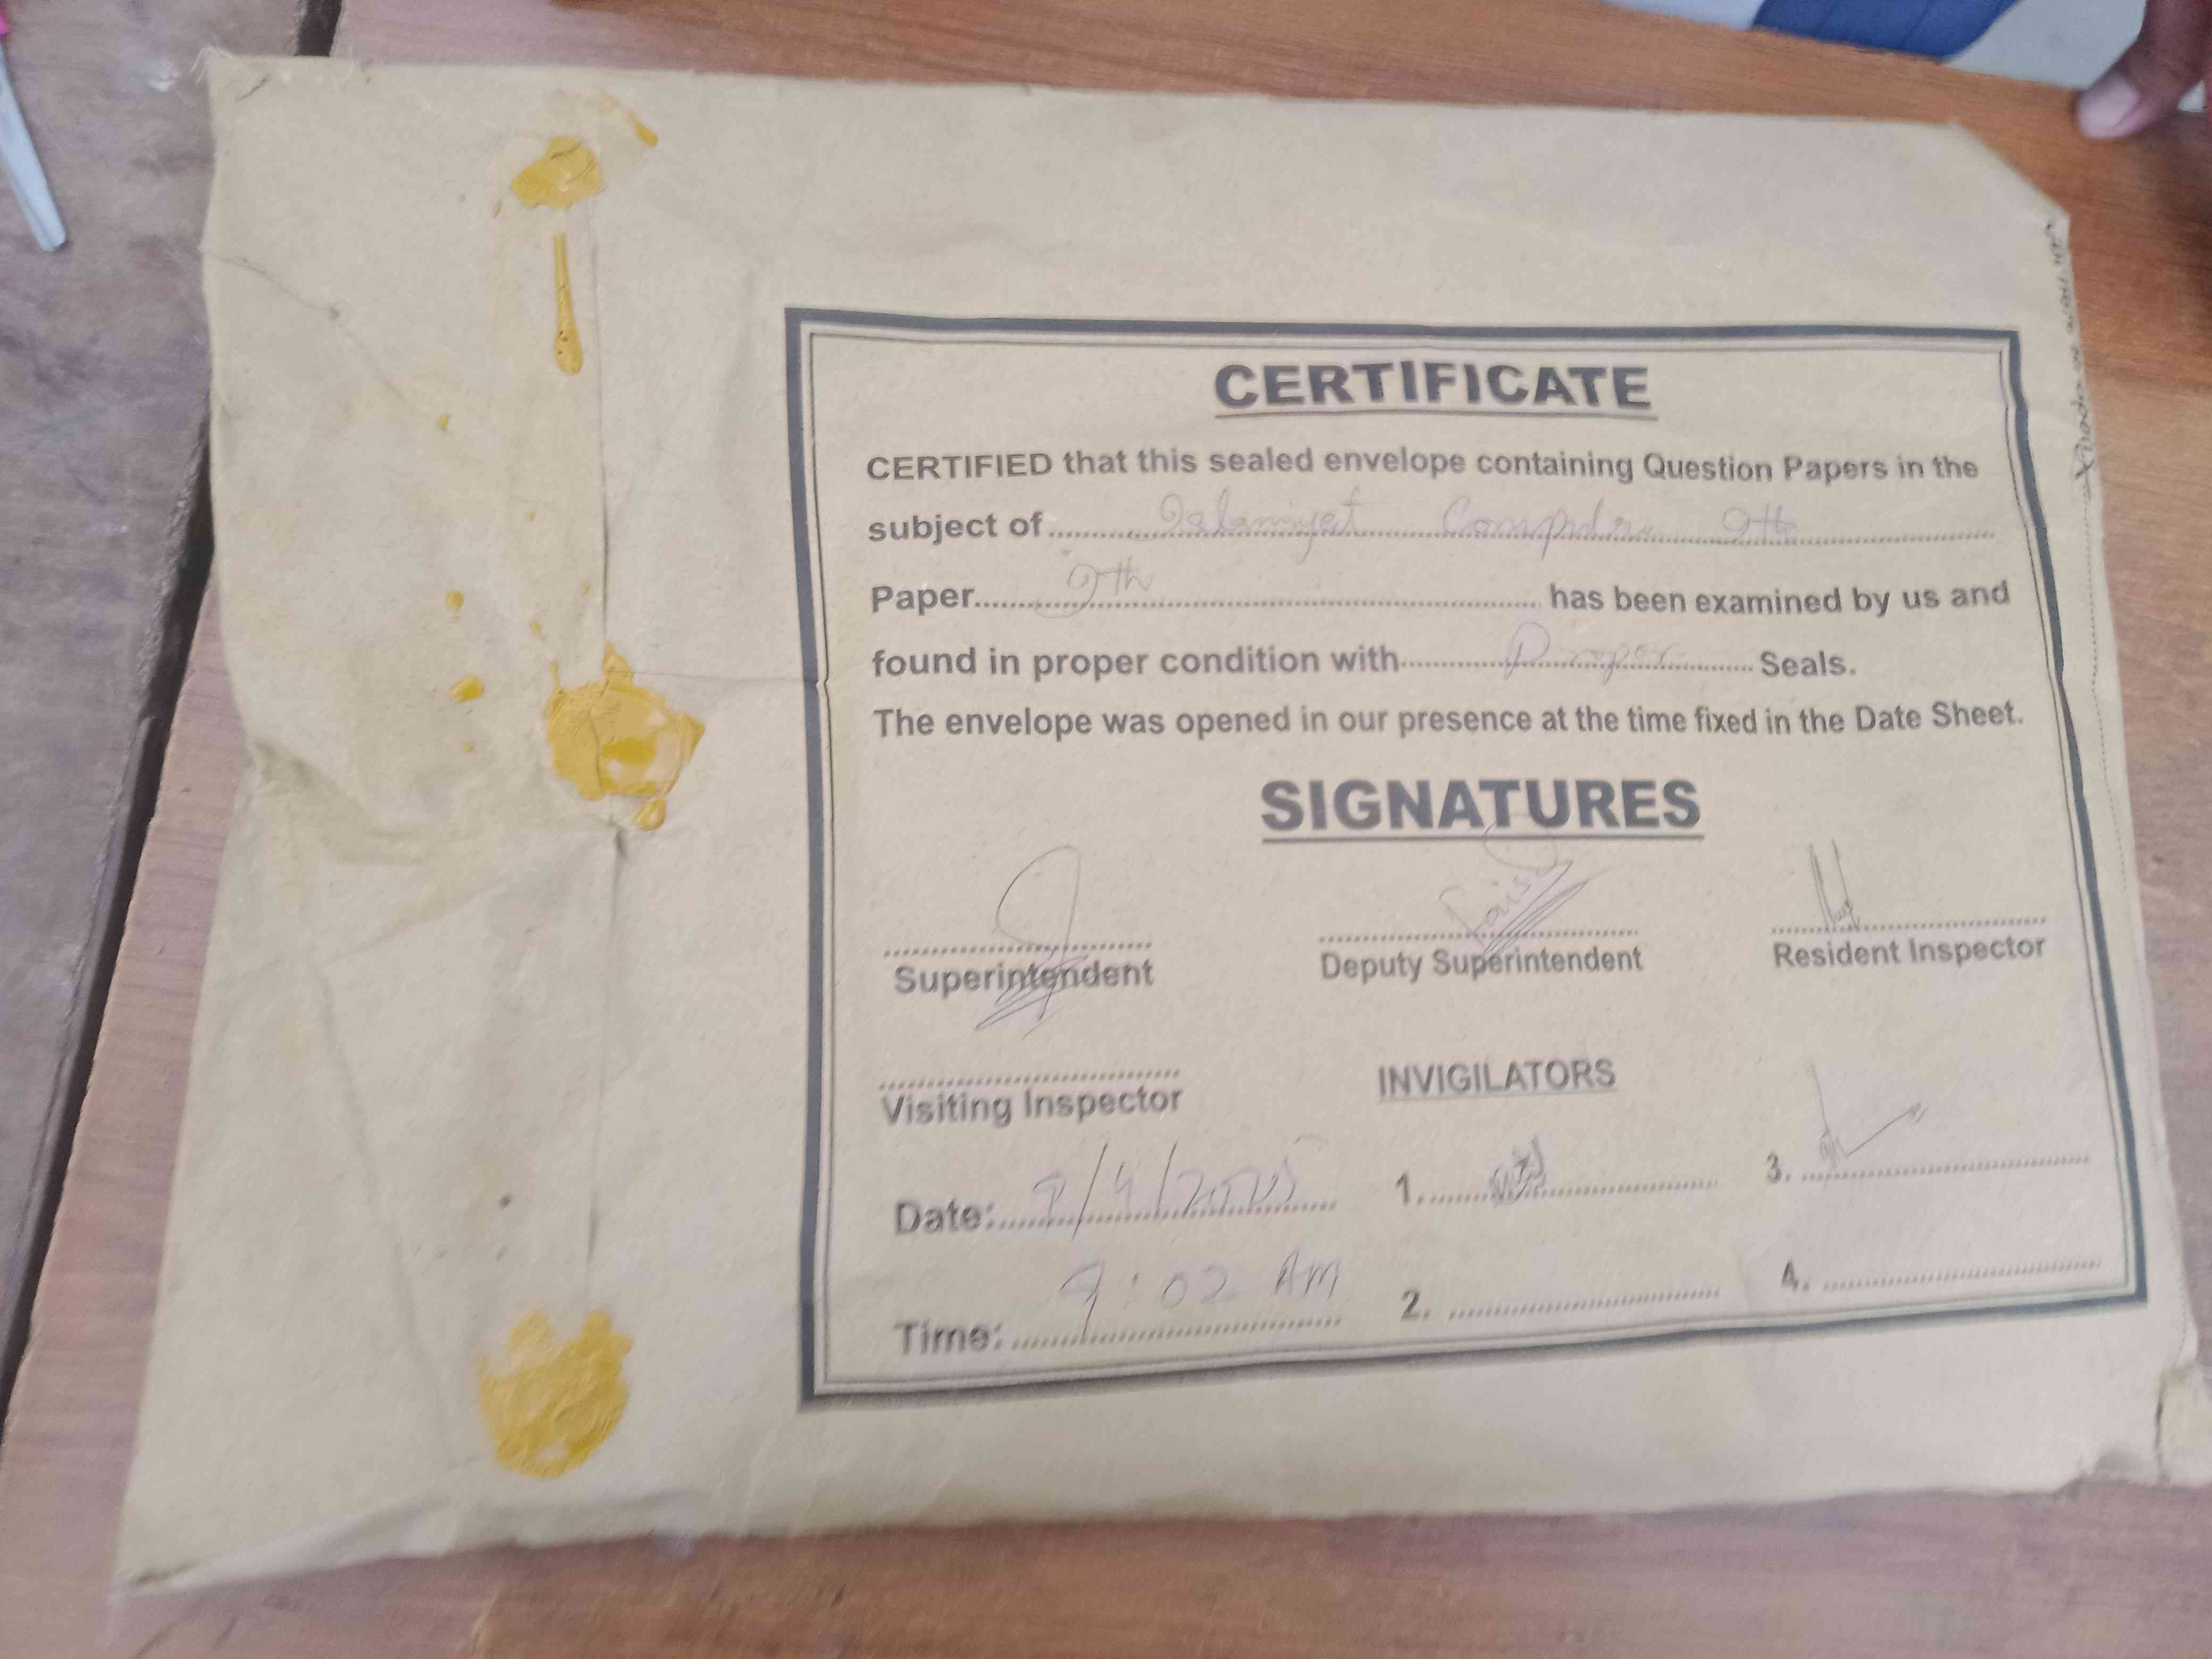 CERTIFICATE
CERTIFIED that this sealed envelope containing Question Papers in the
subject of Islamiyat Computer 9th
Paper 9th has been examined by us and
found in proper condition with Proper Seals.
The envelope was opened in our presence at the time fixed in the Date Sheet.
SIGNATURES
Superintendent Deputy Superintendent Resident Inspector
Visiting Inspector INVIGILATORS
Date: 9/4/2025 1. 3.
Time: 9:02 AM 2. 4.